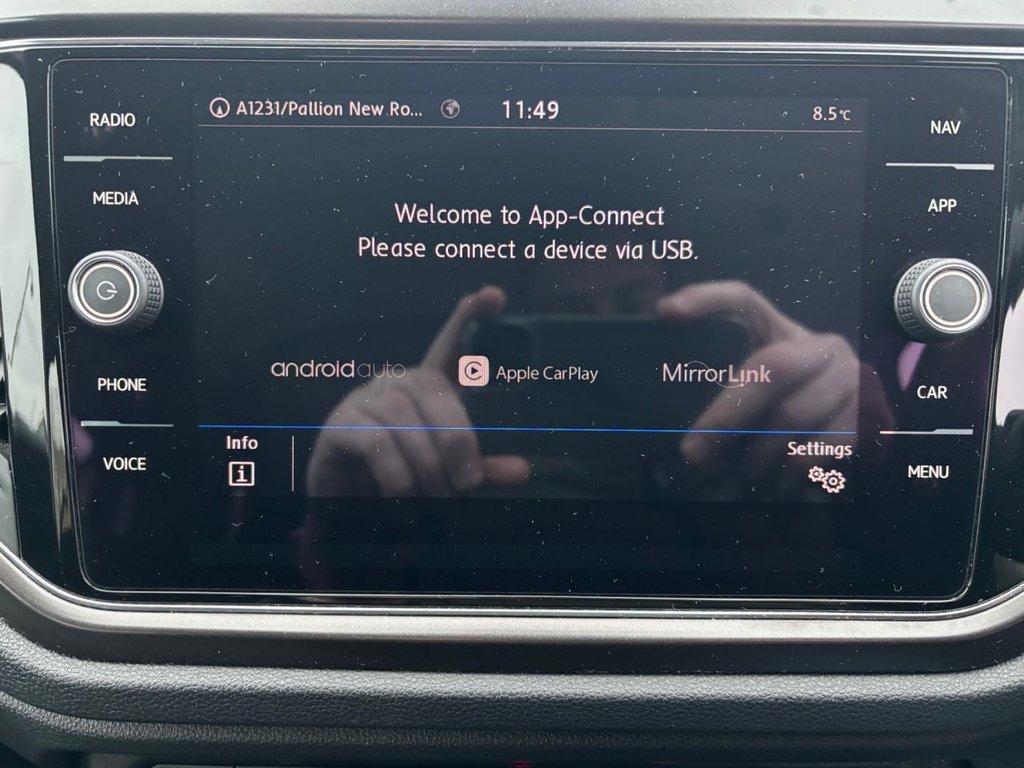 RADIO
MEDIA
PHONE
VOICE
A1231/Pallion New Ro... 11:49 8.5°C
Welcome to App-Connect
Please connect a device via USB.
androidauto Apple CarPlay MirrorLink
Info Settings
i
NAV
APP
CAR
MENU